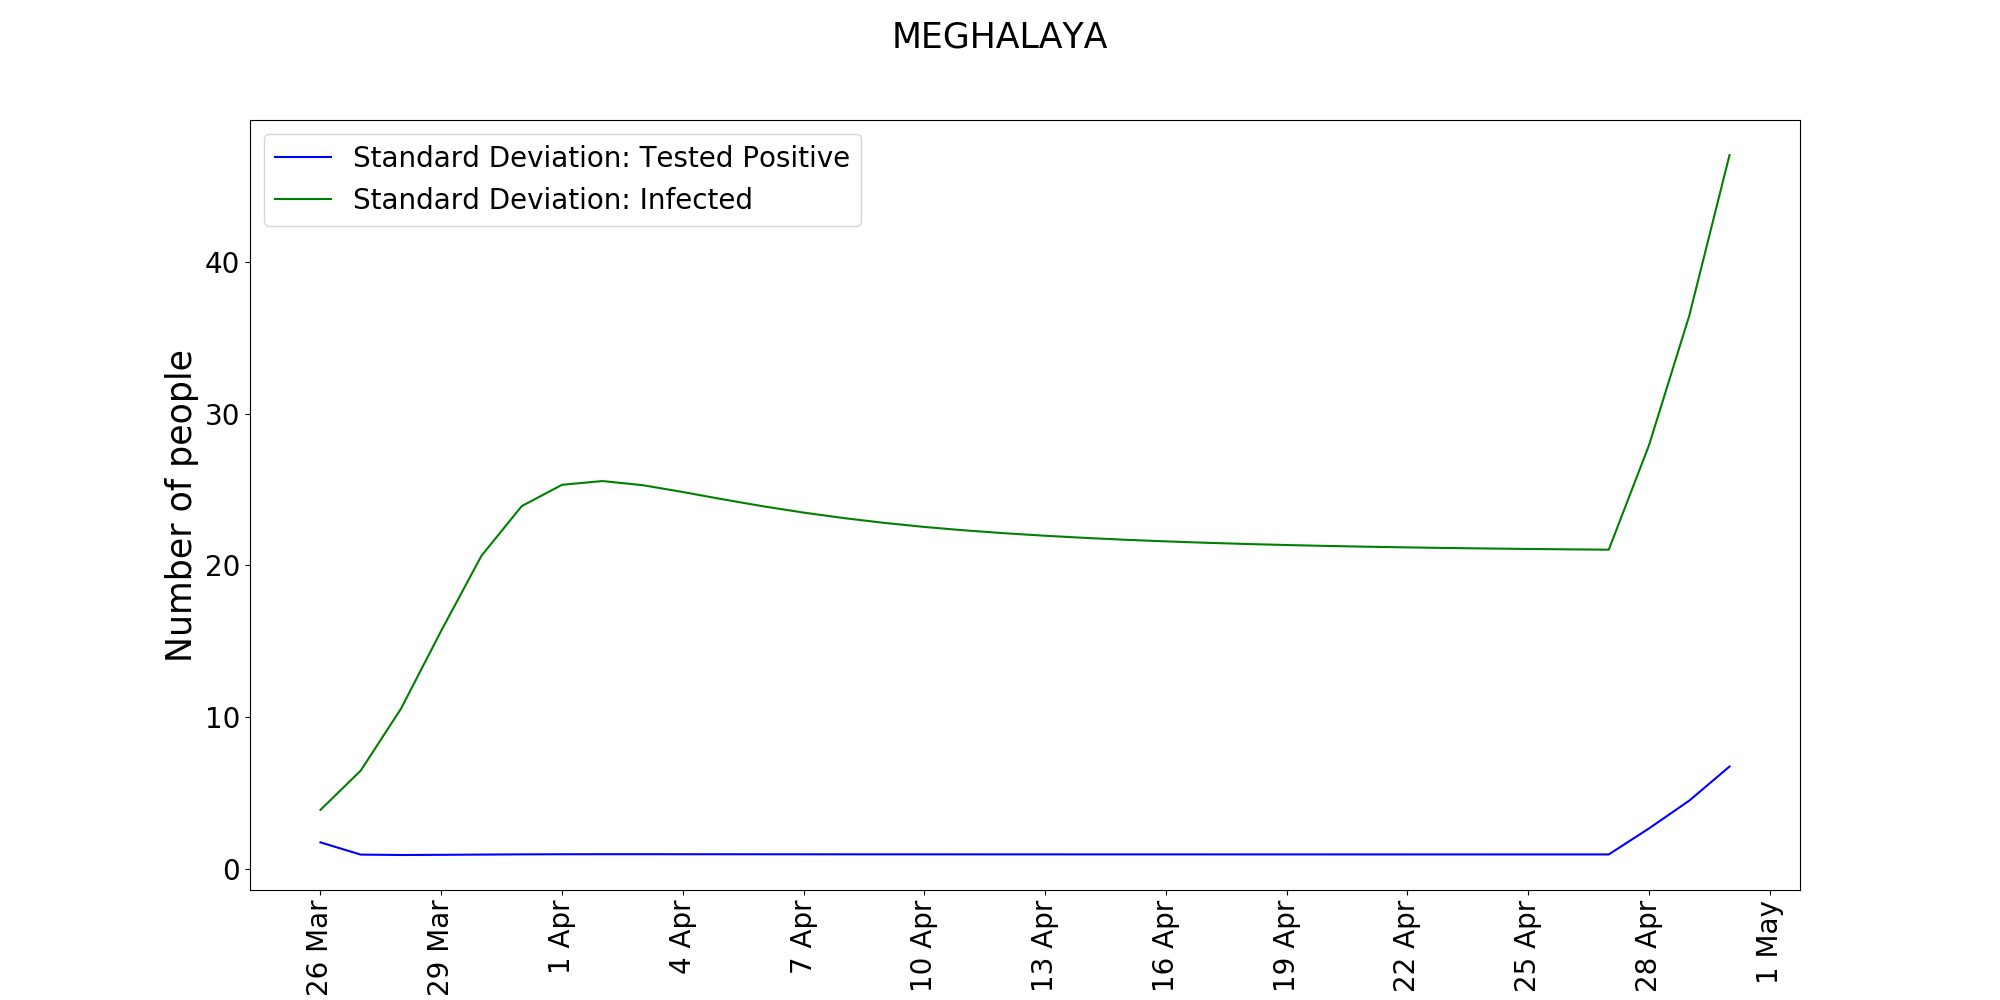 MEGHALAYA
Standard Deviation: Tested Positive
Standard Deviation: Infected
Number of people
40
30
20
10
0
26 Mar
29 Mar
1 Apr
4 Apr
7 Apr
10 Apr
13 Apr
16 Apr
19 Apr
22 Apr
25 Apr
28 Apr
1 May